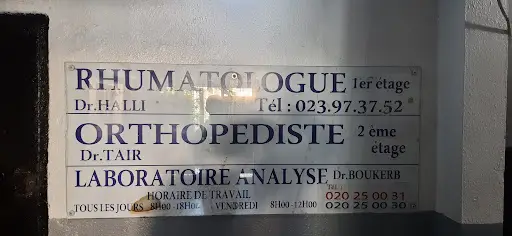 RHUMATOLOGUE 1er étage
Dr.HALLI Tél : 023.97.37.52
ORTHOPEDISTE 2 éme étage
Dr.TAIR
LABORATOIRE ANALYSE Dr.BOUKERB
HORAIRE DE TRAVAIL TEL:
020 25 00 31
TOUS LES JOURS 8H00 -18H00 VENDREDI 8H00 -12H00 020 25 00 30